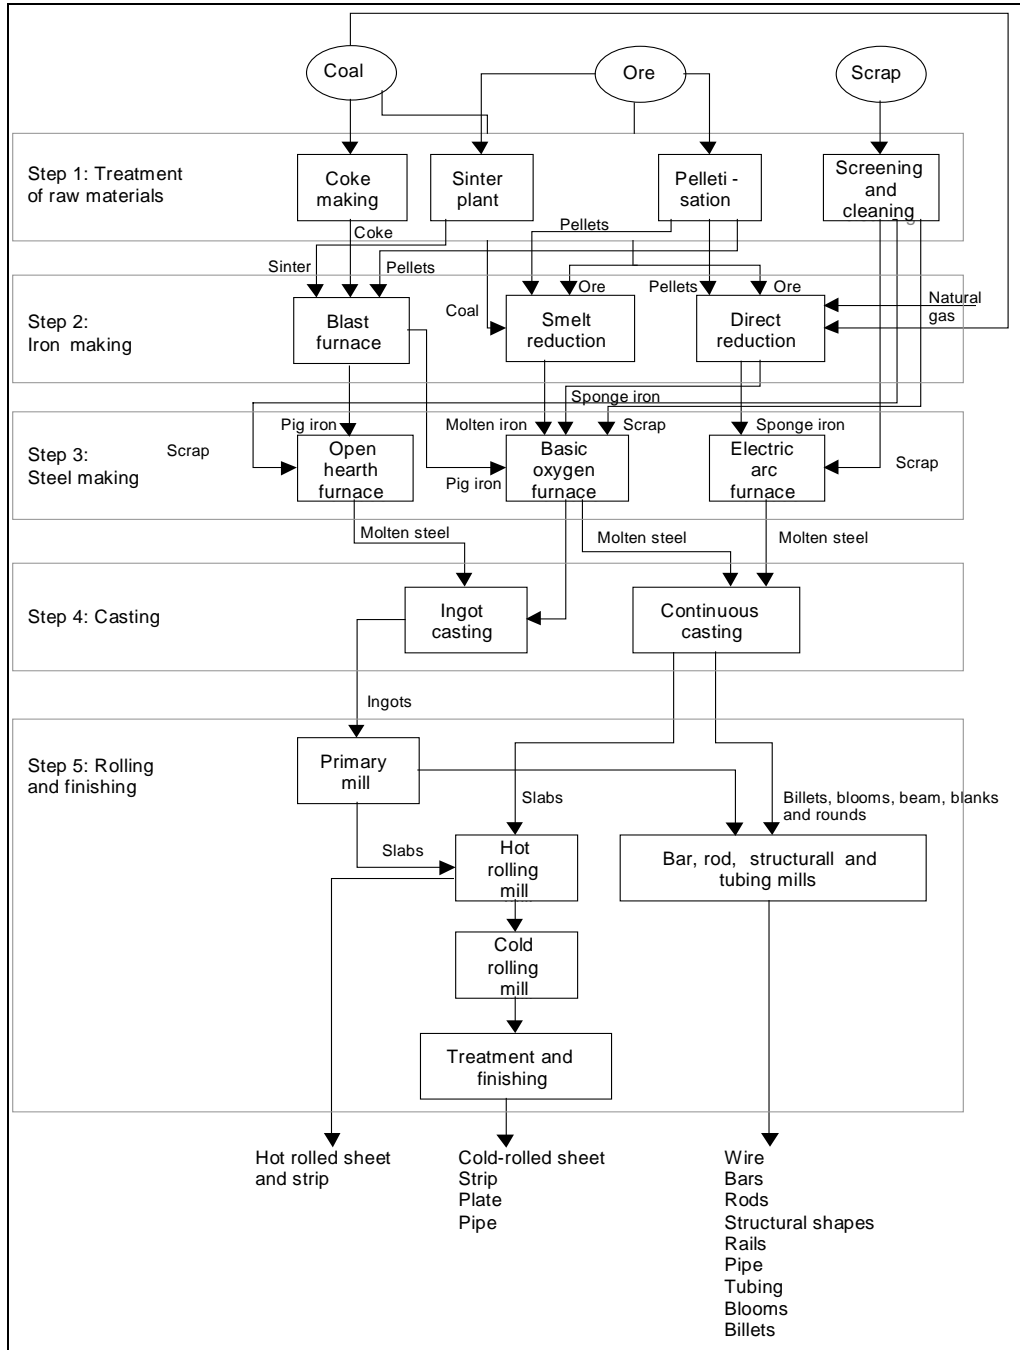 Coal
Ore
Scrap
Step 1: Treatment
of raw materials
Coke
making
Sinter
plant
Pelleti -
sation
Screening
and
cleaning
Coke
Pellets
Sinter
Pellets
Ore
Pellets
Ore
Natural
gas
Coal
Step 2:
Iron making
Blast
furnace
Smelt
reduction
Direct
reduction
Sponge iron
Pig iron
Molten iron
Scrap
Sponge iron
Scrap
Step 3:
Steel making
Open
hearth
furnace
Pig iron
Basic
oxygen
furnace
Electric
arc
furnace
Scrap
Molten steel
Molten steel
Molten steel
Step 4: Casting
Ingot
casting
Continuous
casting
Ingots
Step 5: Rolling
and finishing
Primary
mill
Slabs
Billets, blooms, beam, blanks
and rounds
Slabs
Hot
rolling
mill
Bar, rod, structurall and
tubing mills
Cold
rolling
mill
Treatment and
finishing
Hot rolled sheet
and strip
Cold-rolled sheet
Strip
Plate
Pipe
Wire
Bars
Rods
Structural shapes
Rails
Pipe
Tubing
Blooms
Billets